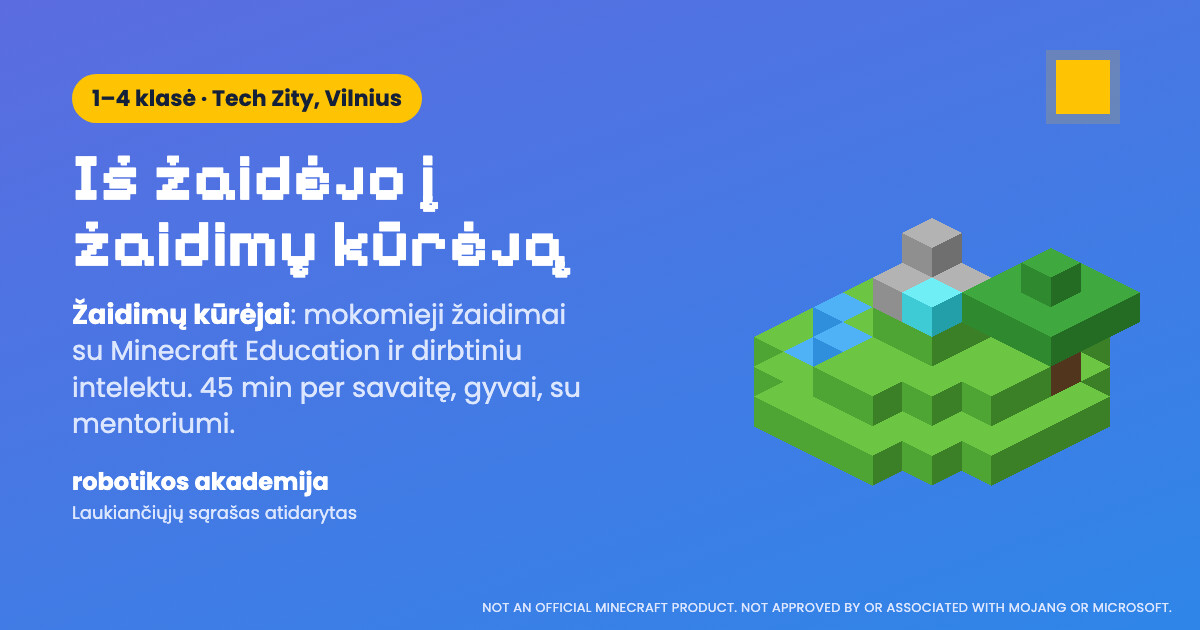 1–4 klasė · Tech Zity, Vilnius
Iš žaidėjo į
žaidimų kūrėją
Žaidimų kūrėjai: mokomieji žaidimai
su Minecraft Education ir dirbtiniu
intelektu. 45 min per savaitę, gyvai, su
mentoriumi.
robotikos akademija
Laukiančiųjų sąrašas atidarytas
NOT AN OFFICIAL MINECRAFT PRODUCT. NOT APPROVED BY OR ASSOCIATED WITH MOJANG OR MICROSOFT.